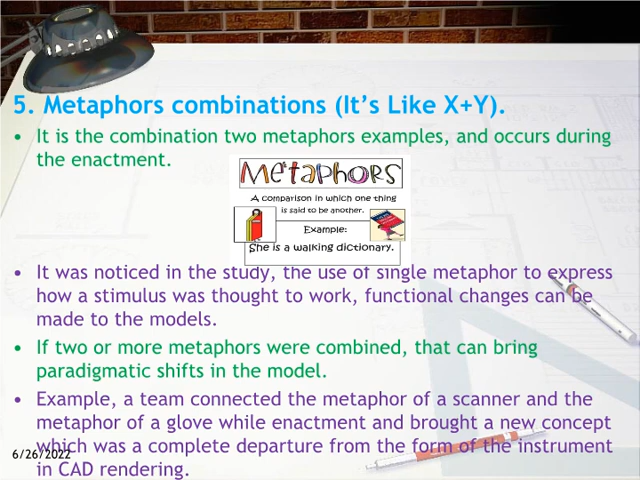 5. Metaphors combinations (It's Like X+Y).
• It is the combination two metaphors examples, and occurs during
the enactment.
METAPHORS
A comparison in which one thing
is said to be another.
Example:
She is a walking dictionary.
• It was noticed in the study, the use of single metaphor to express
how a stimulus was thought to work, functional changes can be
made to the models.
• If two or more metaphors were combined, that can bring
paradigmatic shifts in the model.
• Example, a team connected the metaphor of a scanner and the
metaphor of a glove while enactment and brought a new concept
which was a complete departure from the form of the instrument
in CAD rendering.
6/26/2022